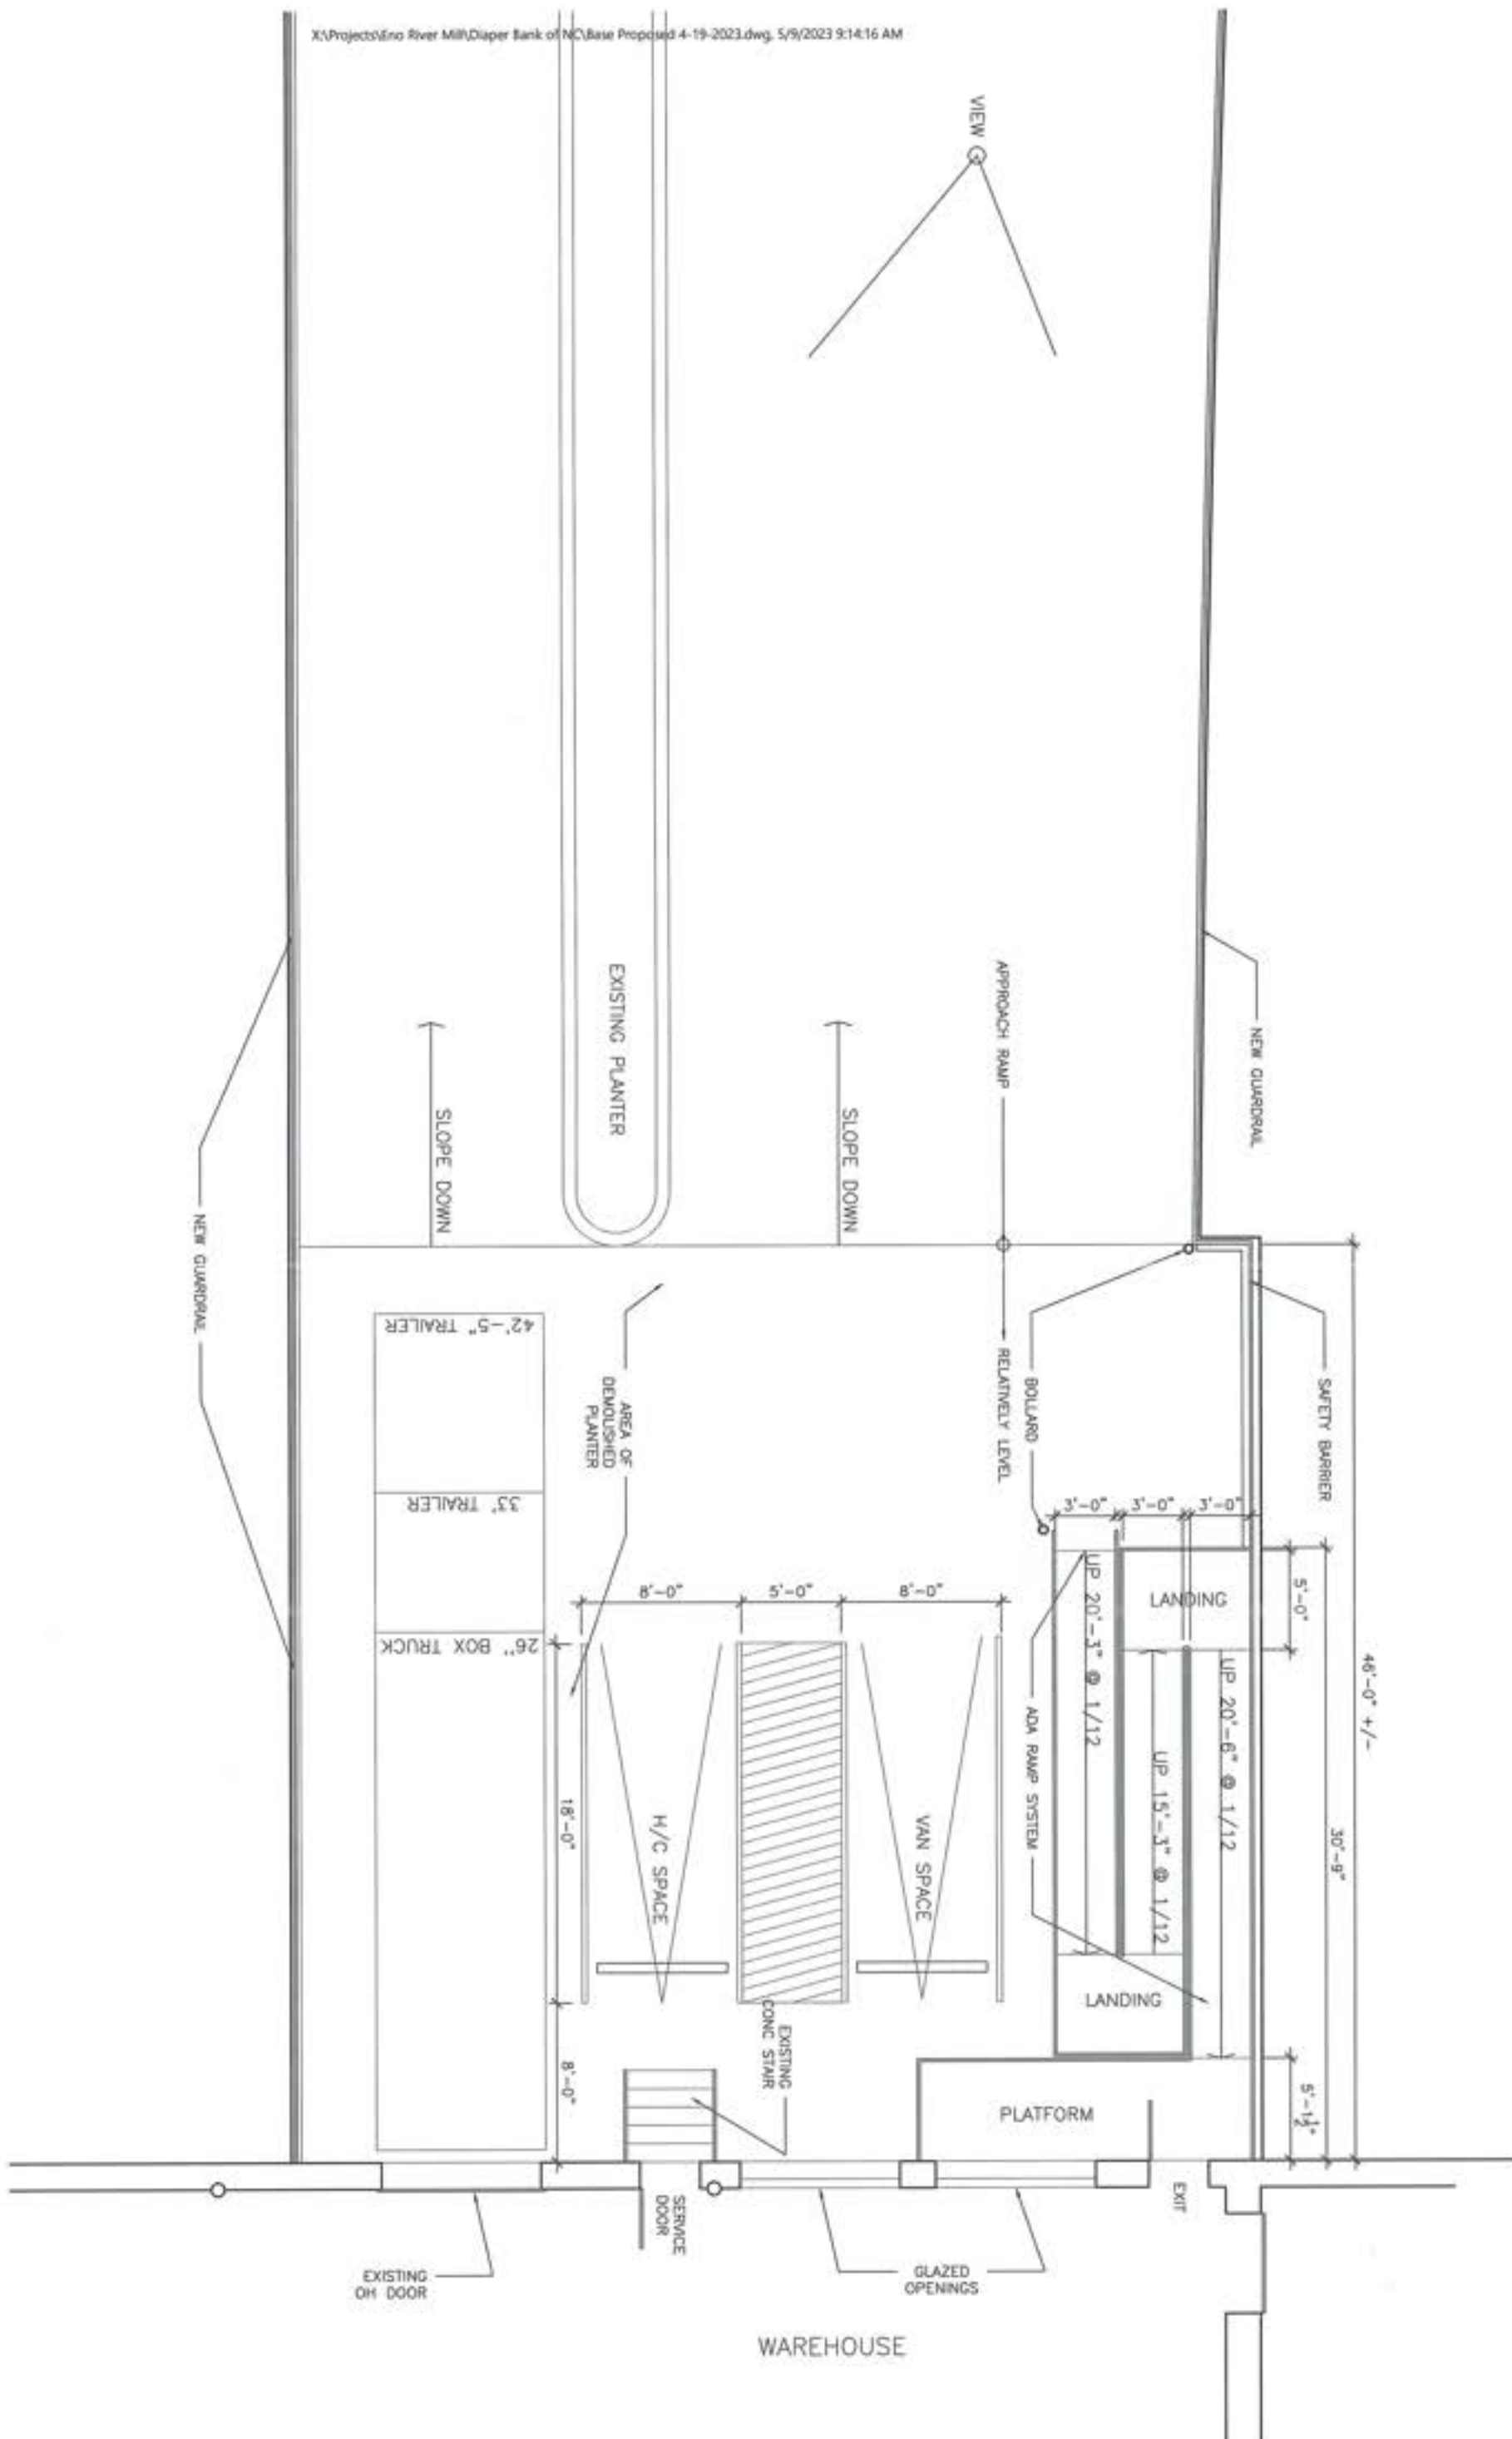 X:\Projects\Eno River Mill\Diaper Bank of NC\Base Proposed 4-19-2023.dwg, 5/9/2023 9:14:16 AM
VIEW
EXISTING PLANTER
APPROACH RAMP
NEW GUARDRAIL
SLOPE DOWN
SLOPE DOWN
NEW GUARDRAIL
RELATIVELY LEVEL
BOLLARD
SAFETY BARRIER
42'-5" TRAILER
33' TRAILER
26" BOX TRUCK
AREA OF
DEMOLISHED
PLANTER
3'-0"
3'-0"
3'-0"
8'-0"
5'-0"
8'-0"
LANDING
5'-0"
46'-0" +/-
30'-9"
UP 20'-3" @ 1/12
UP 15'-3" @ 1/12
UP 20'-6" @ 1/12
ADA RAMP SYSTEM
18'-0"
H/C SPACE
VAN SPACE
LANDING
EXISTING
CONC STAIR
8'-0"
5'-1½"
PLATFORM
SERVICE
DOOR
EXIT
EXISTING
OH DOOR
GLAZED
OPENINGS
WAREHOUSE